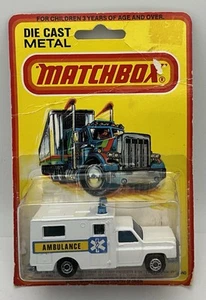 FOR CHILDREN 3 YEARS OF AGE AND OVER.
DIE CAST
METAL
MATCHBOX
AMBULANCE